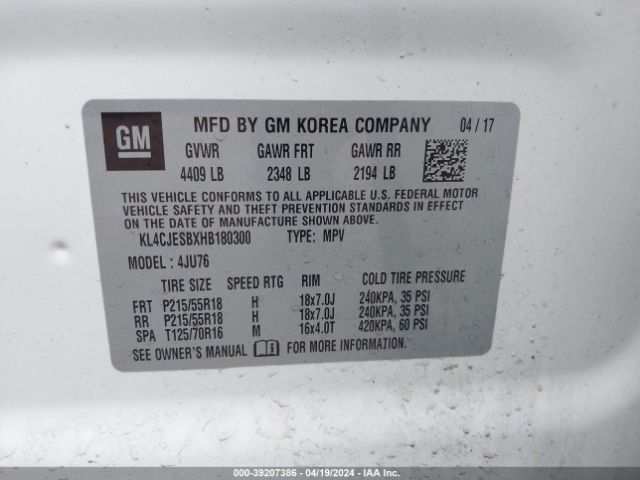 GM
MFD BY GM KOREA COMPANY 04 / 17
GVWR GAWR FRT GAWR RR
4409 LB 2348 LB 2194 LB
THIS VEHICLE CONFORMS TO ALL APPLICABLE U.S. FEDERAL MOTOR
VEHICLE SAFETY AND THEFT PREVENTION STANDARDS IN EFFECT
ON THE DATE OF MANUFACTURE SHOWN ABOVE.
KL4CJESBXHB180300 TYPE: MPV
MODEL : 4JU76
TIRE SIZE SPEED RTG RIM COLD TIRE PRESSURE
FRT P215/55R18 H 18x7.0J 240KPA, 35 PSI
RR P215/55R18 H 18x7.0J 240KPA, 35 PSI
SPA T125/70R16 M 16x4.0T 420KPA, 60 PSI
SEE OWNER'S MANUAL FOR MORE INFORMATION.
000-39207386 - 04/19/2024 - IAA Inc.